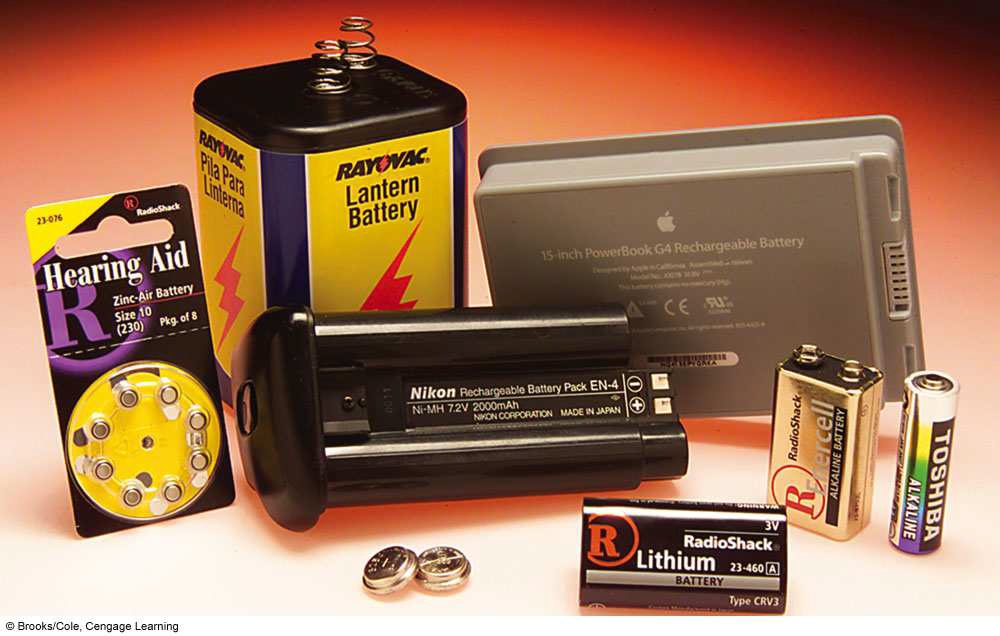 RAYOVAC
Pila Para
Linterna
RAYOVAC®
Lantern
Battery
23-076
R RadioShack
Hearing Aid
R
Zinc-Air Battery
Size 10
(230) Pkg. of 8
15-inch PowerBook G4 Rechargeable Battery
Designed by Apple in California Assembled in Taiwan
This battery contains no mercury
Nikon Rechargeable Battery Pack EN-4
Ni-MH 7.2V 2000mAh
NIKON CORPORATION MADE IN JAPAN
− +
RadioShack
R Enercell
ALKALINE BATTERY
TOSHIBA
ALKALINE
WARNING
3V
R RadioShack®
Lithium 23-460 A
BATTERY
Type CRV3
© Brooks/Cole, Cengage Learning